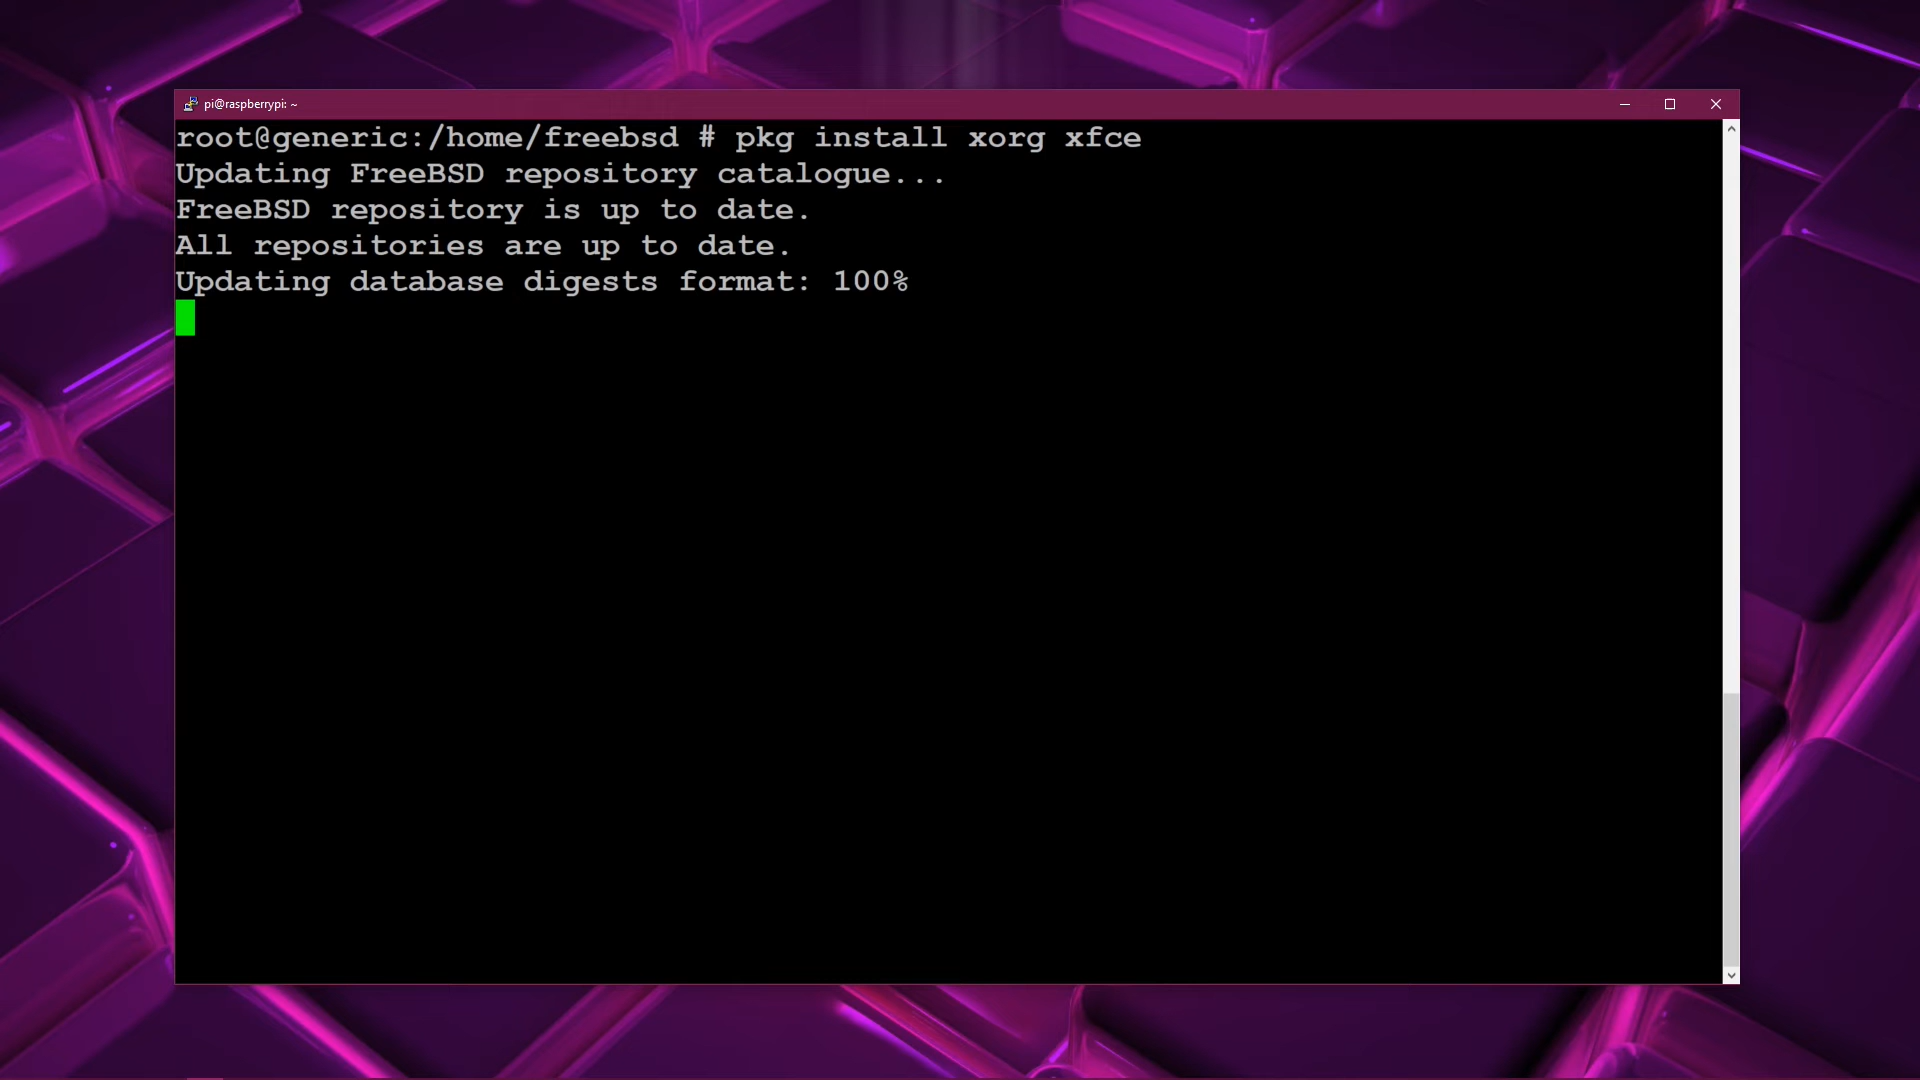 pi@raspberrypi: ~
root@generic:/home/freebsd # pkg install xorg xfce
Updating FreeBSD repository catalogue...
FreeBSD repository is up to date.
All repositories are up to date.
Updating database digests format: 100%